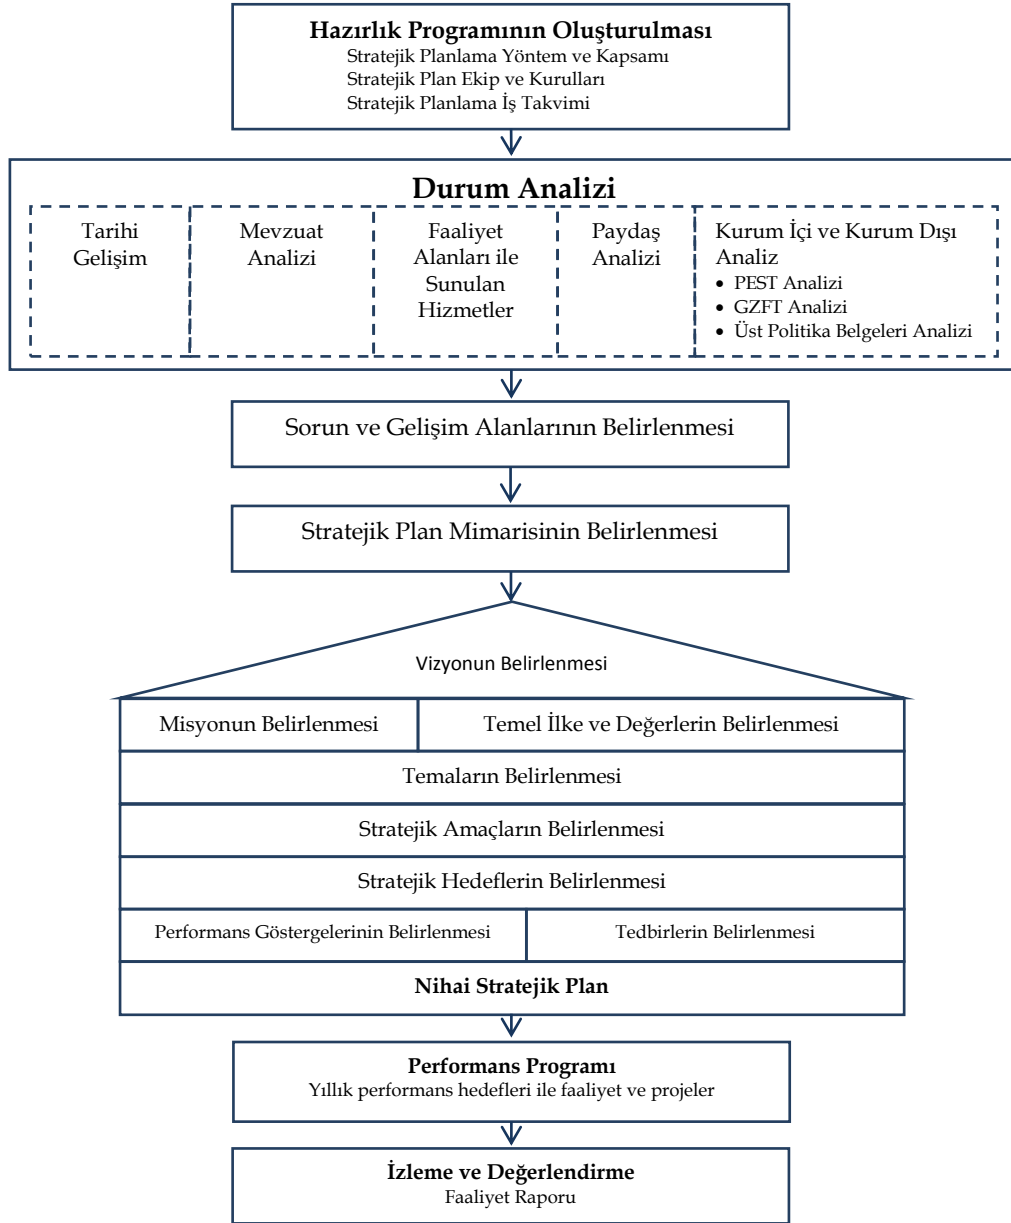 Hazırlık Programının Oluşturulması
Stratejik Planlama Yöntem ve Kapsamı
Stratejik Plan Ekip ve Kurulları
Stratejik Planlama İş Takvimi
Durum Analizi
Tarihi
Gelişim
Mevzuat
Analizi
Faaliyet
Alanları ile
Sunulan
Hizmetler
Paydaş
Analizi
Kurum İçi ve Kurum Dışı
Analiz
• PEST Analizi
• GZFT Analizi
• Üst Politika Belgeleri Analizi
Sorun ve Gelişim Alanlarının Belirlenmesi
Stratejik Plan Mimarisinin Belirlenmesi
Vizyonun Belirlenmesi
Misyonun Belirlenmesi
Temel İlke ve Değerlerin Belirlenmesi
Temaların Belirlenmesi
Stratejik Amaçların Belirlenmesi
Stratejik Hedeflerin Belirlenmesi
Performans Göstergelerinin Belirlenmesi
Tedbirlerin Belirlenmesi
Nihai Stratejik Plan
Performans Programı
Yıllık performans hedefleri ile faaliyet ve projeler
İzleme ve Değerlendirme
Faaliyet Raporu